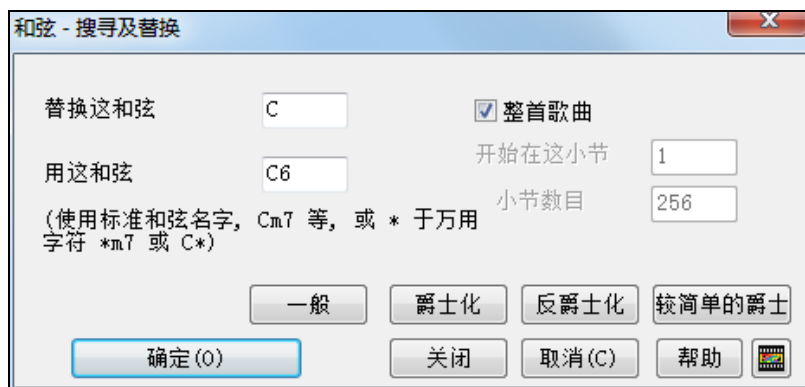 和弦 - 搜寻及替换
替换这和弦 C
整首歌曲
开始在这小节 1
用这和弦 C6
小节数目 256
(使用标准和弦名字, Cm7 等, 或 * 于万用
字符 *m7 或 C*)
一般 爵士化 反爵士化 较简单的爵士
确定(O) 关闭 取消(C) 帮助